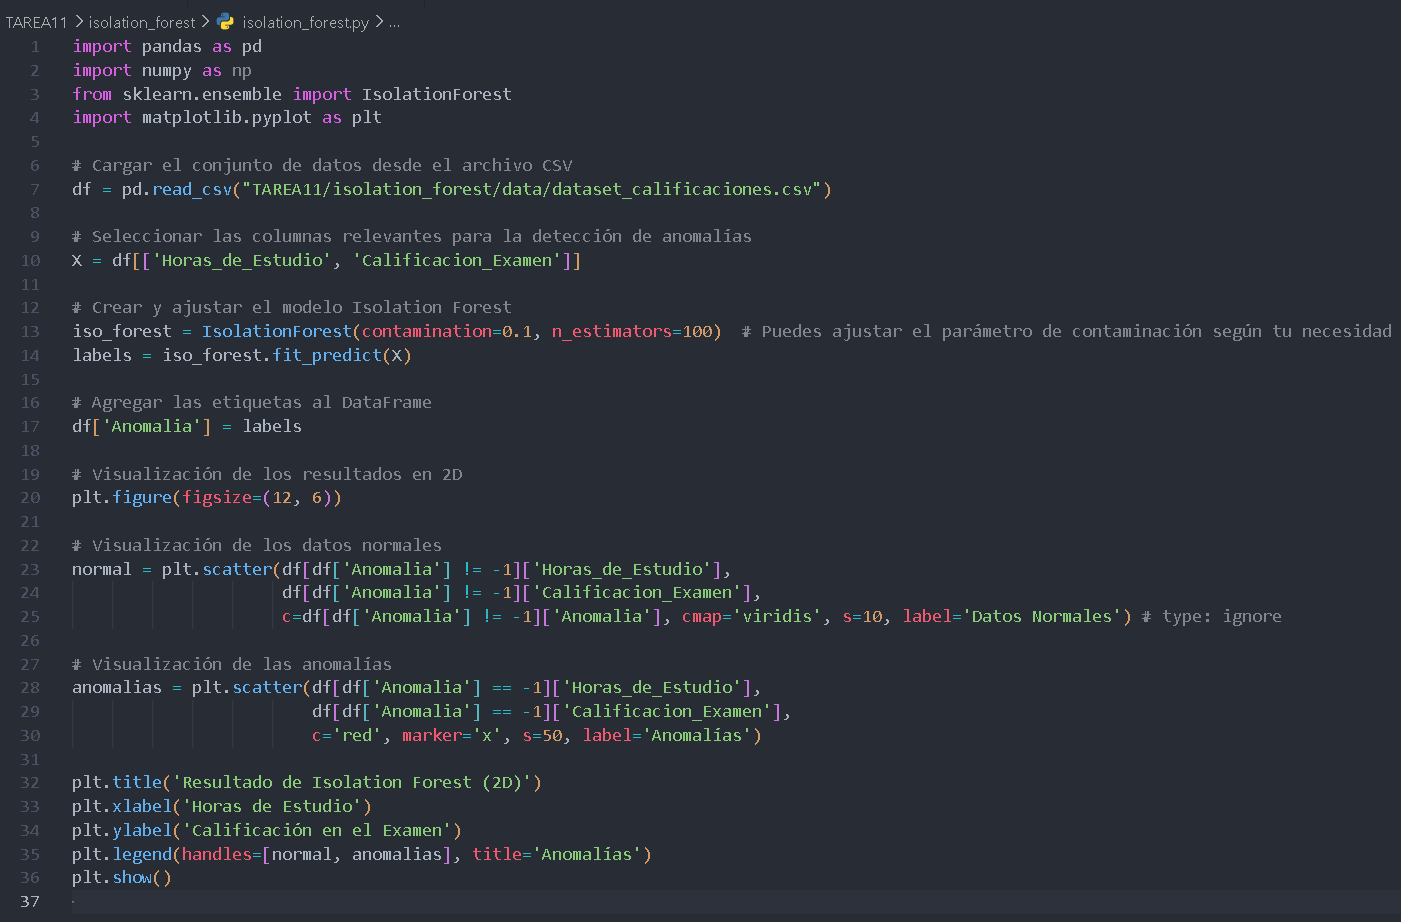 TAREA11 > isolation_forest > isolation_forest.py > ...
1 import pandas as pd
2 import numpy as np
3 from sklearn.ensemble import IsolationForest
4 import matplotlib.pyplot as plt
5
6 # Cargar el conjunto de datos desde el archivo CSV
7 df = pd.read_csv("TAREA11/isolation_forest/data/dataset_calificaciones.csv")
8
9 # Seleccionar las columnas relevantes para la detección de anomalías
10 X = df[['Horas_de_Estudio', 'Calificacion_Examen']]
11
12 # Crear y ajustar el modelo Isolation Forest
13 iso_forest = IsolationForest(contamination=0.1, n_estimators=100)  # Puedes ajustar el parámetro de contaminación según tu necesidad
14 labels = iso_forest.fit_predict(X)
15
16 # Agregar las etiquetas al DataFrame
17 df['Anomalia'] = labels
18
19 # Visualización de los resultados en 2D
20 plt.figure(figsize=(12, 6))
21
22 # Visualización de los datos normales
23 normal = plt.scatter(df[df['Anomalia'] != -1]['Horas_de_Estudio'],
24                      df[df['Anomalia'] != -1]['Calificacion_Examen'],
25                      c=df[df['Anomalia'] != -1]['Anomalia'], cmap='viridis', s=10, label='Datos Normales') # type: ignore
26
27 # Visualización de las anomalías
28 anomalias = plt.scatter(df[df['Anomalia'] == -1]['Horas_de_Estudio'],
29                         df[df['Anomalia'] == -1]['Calificacion_Examen'],
30                         c='red', marker='x', s=50, label='Anomalías')
31
32 plt.title('Resultado de Isolation Forest (2D)')
33 plt.xlabel('Horas de Estudio')
34 plt.ylabel('Calificación en el Examen')
35 plt.legend(handles=[normal, anomalias], title='Anomalías')
36 plt.show()
37